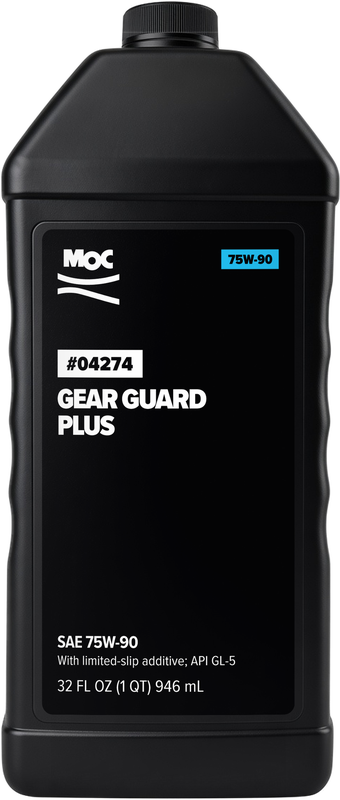 MOC
75W-90
#04274
GEAR GUARD
PLUS
SAE 75W-90
With limited-slip additive; API GL-5
32 FL OZ (1 QT) 946 mL